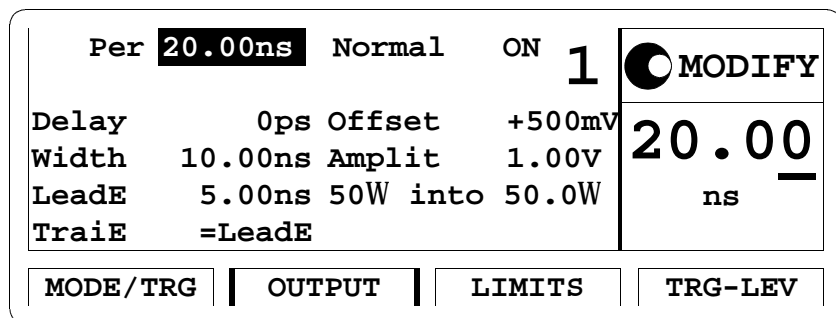 Per 20.00ns Normal ON 1
MODIFY
Delay 0ps Offset +500mV
Width 10.00ns Amplit 1.00V
LeadE 5.00ns 50W into 50.0W
TraiE =LeadE
20.00
ns
MODE/TRG OUTPUT LIMITS TRG-LEV